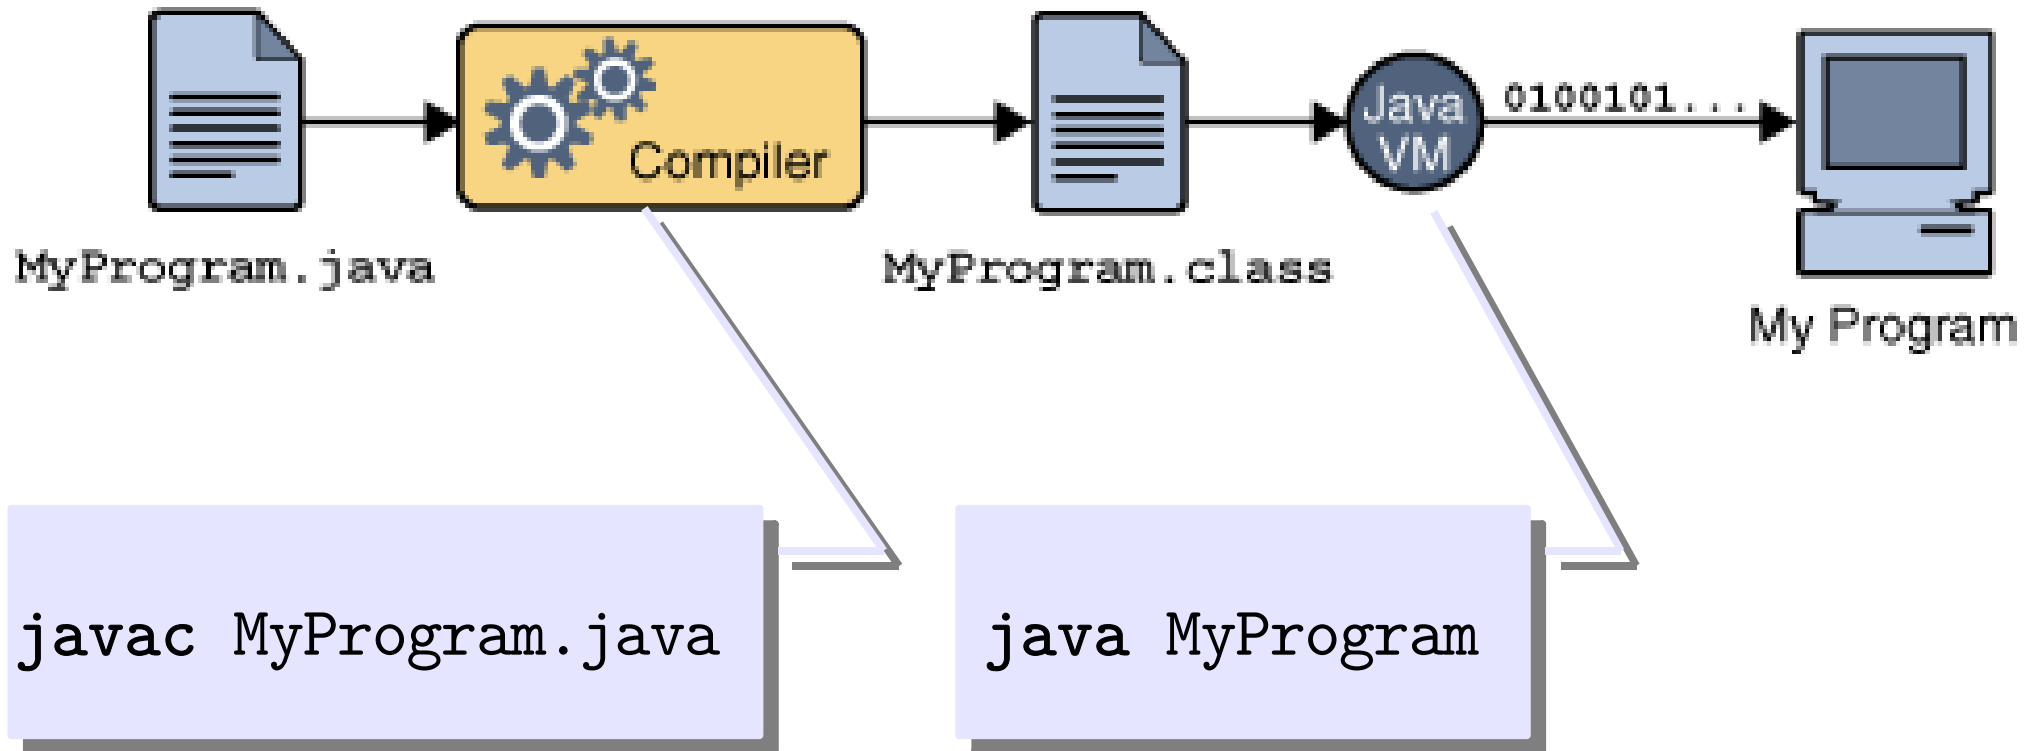 Compiler
Java
VM
0100101...
MyProgram.java
MyProgram.class
My Program
javac MyProgram.java
java MyProgram